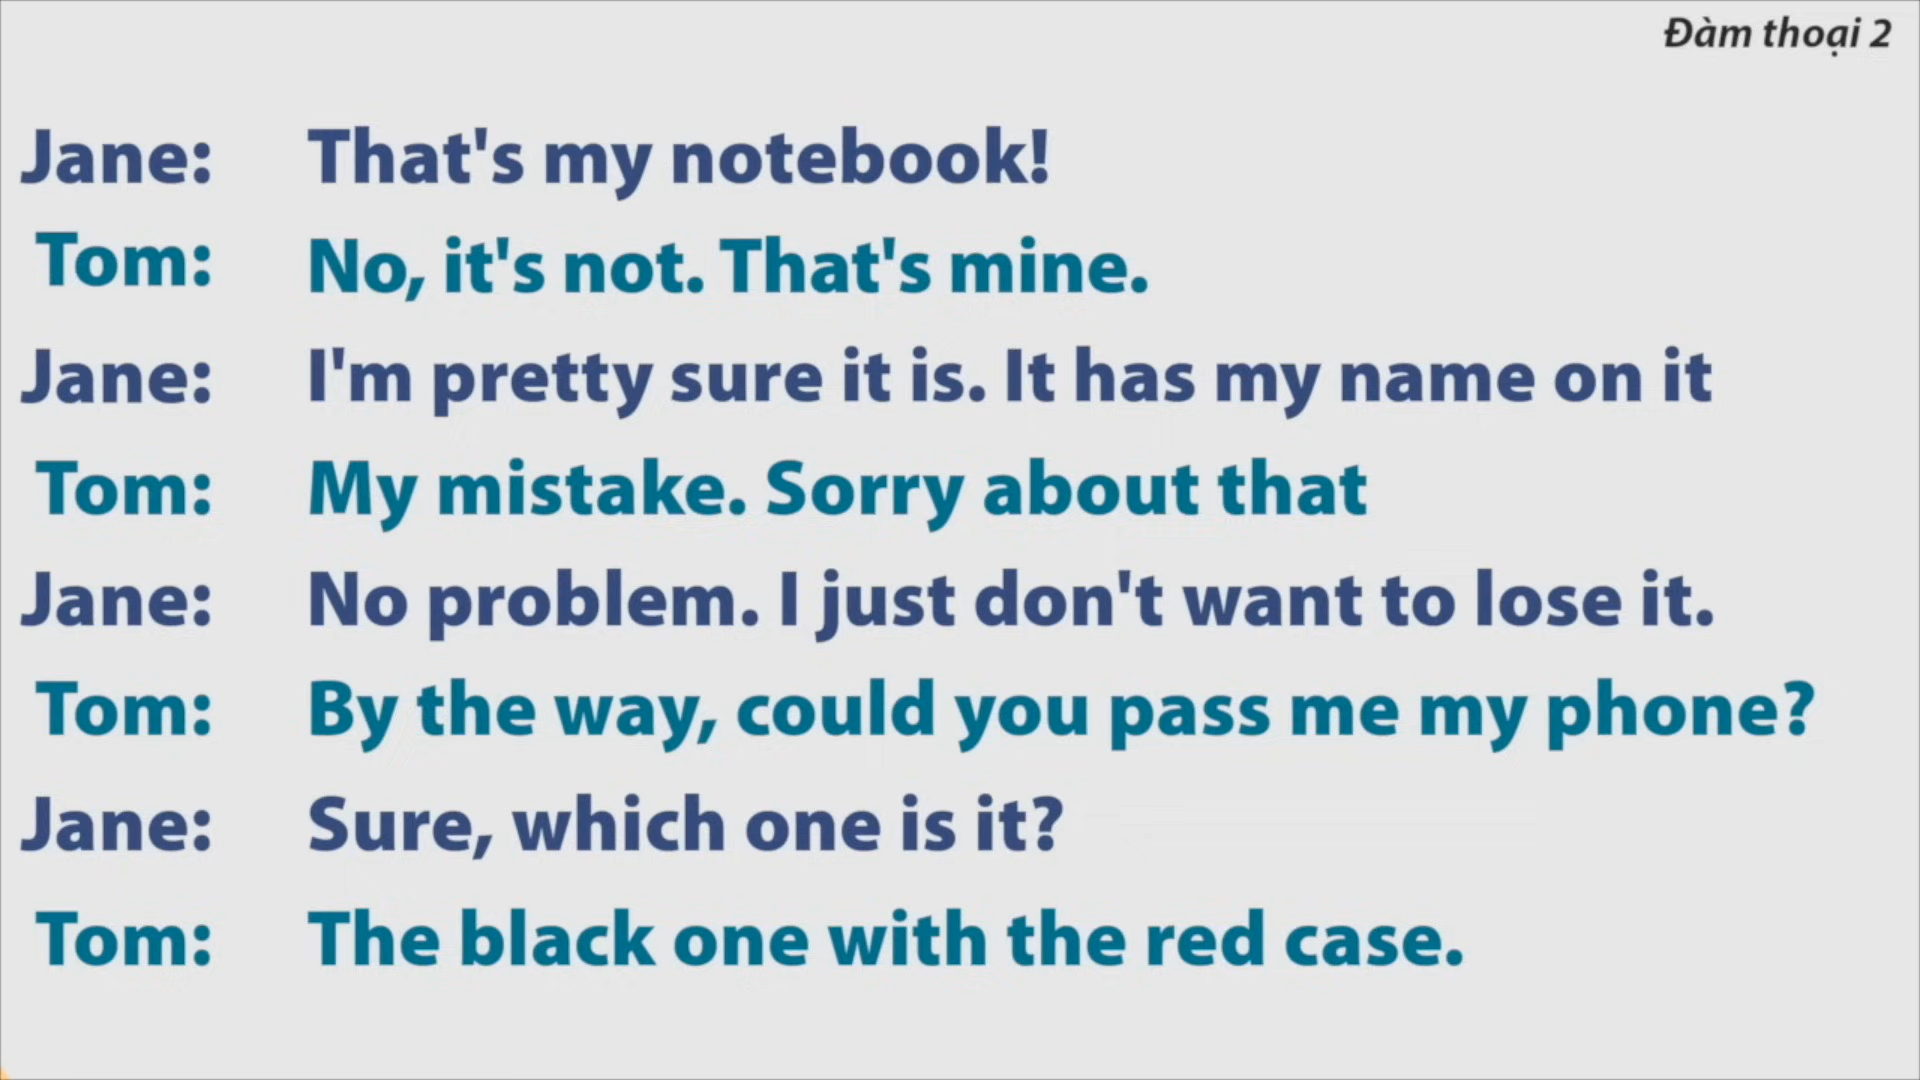 Đàm thoại 2
Jane: That's my notebook!
Tom: No, it's not. That's mine.
Jane: I'm pretty sure it is. It has my name on it
Tom: My mistake. Sorry about that
Jane: No problem. I just don't want to lose it.
Tom: By the way, could you pass me my phone?
Jane: Sure, which one is it?
Tom: The black one with the red case.